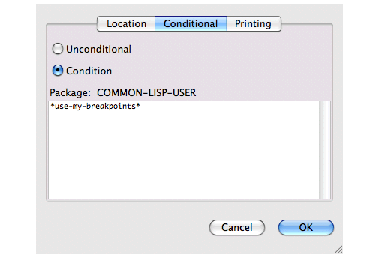 Location Conditional Printing
Unconditional
Condition
Package: COMMON-LISP-USER
*use-my-breakpoints*
Cancel OK